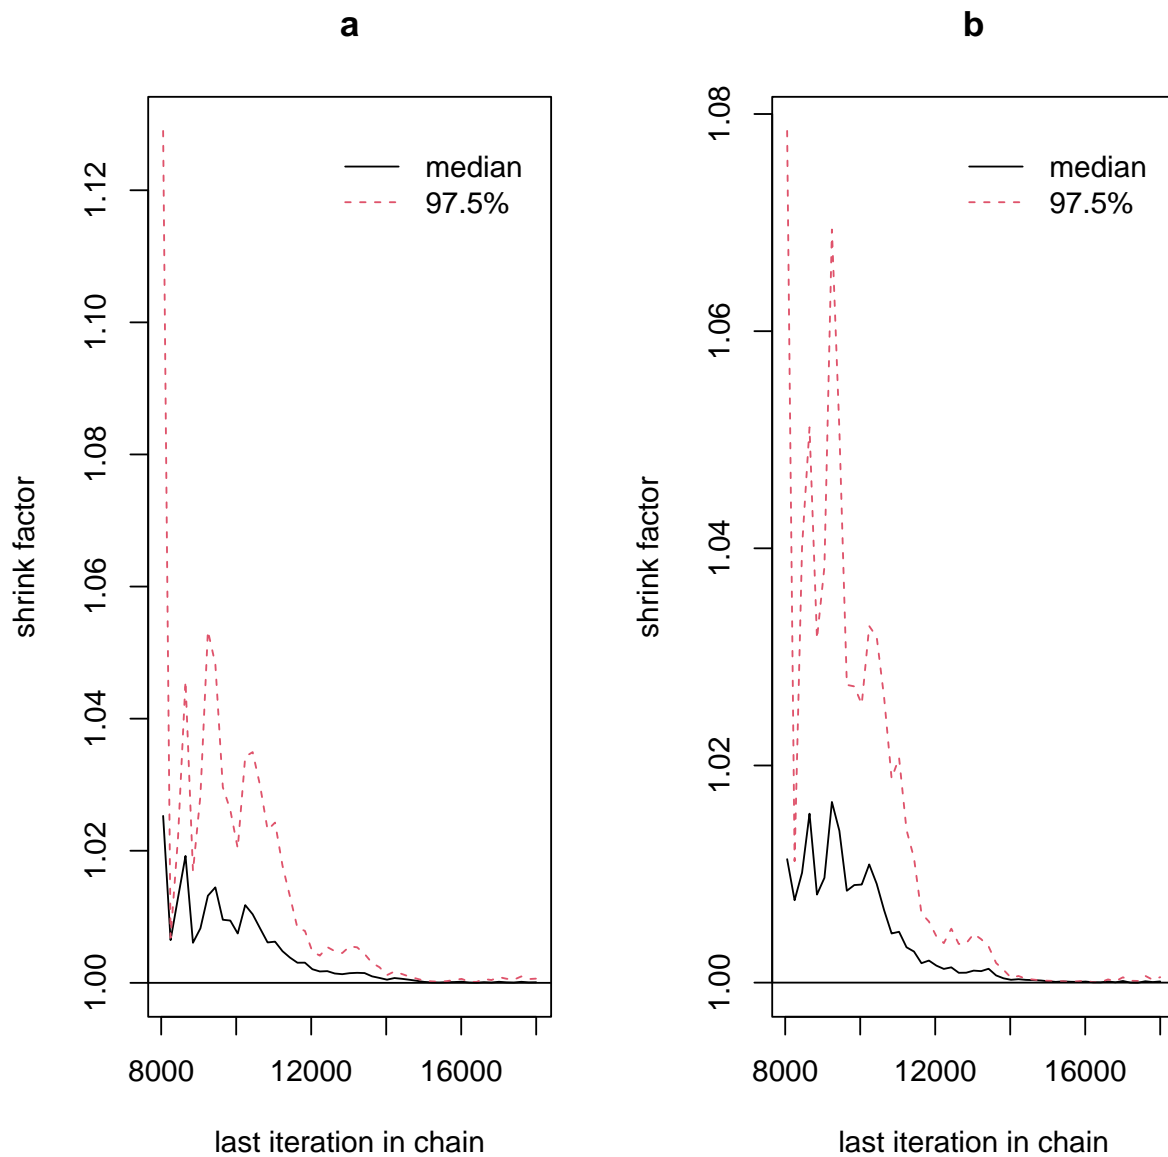 a
median
97.5%
1.12
1.10
1.08
1.06
1.04
1.02
1.00
shrink factor
8000 12000 16000
last iteration in chain
b
median
97.5%
1.08
1.06
1.04
1.02
1.00
shrink factor
8000 12000 16000
last iteration in chain